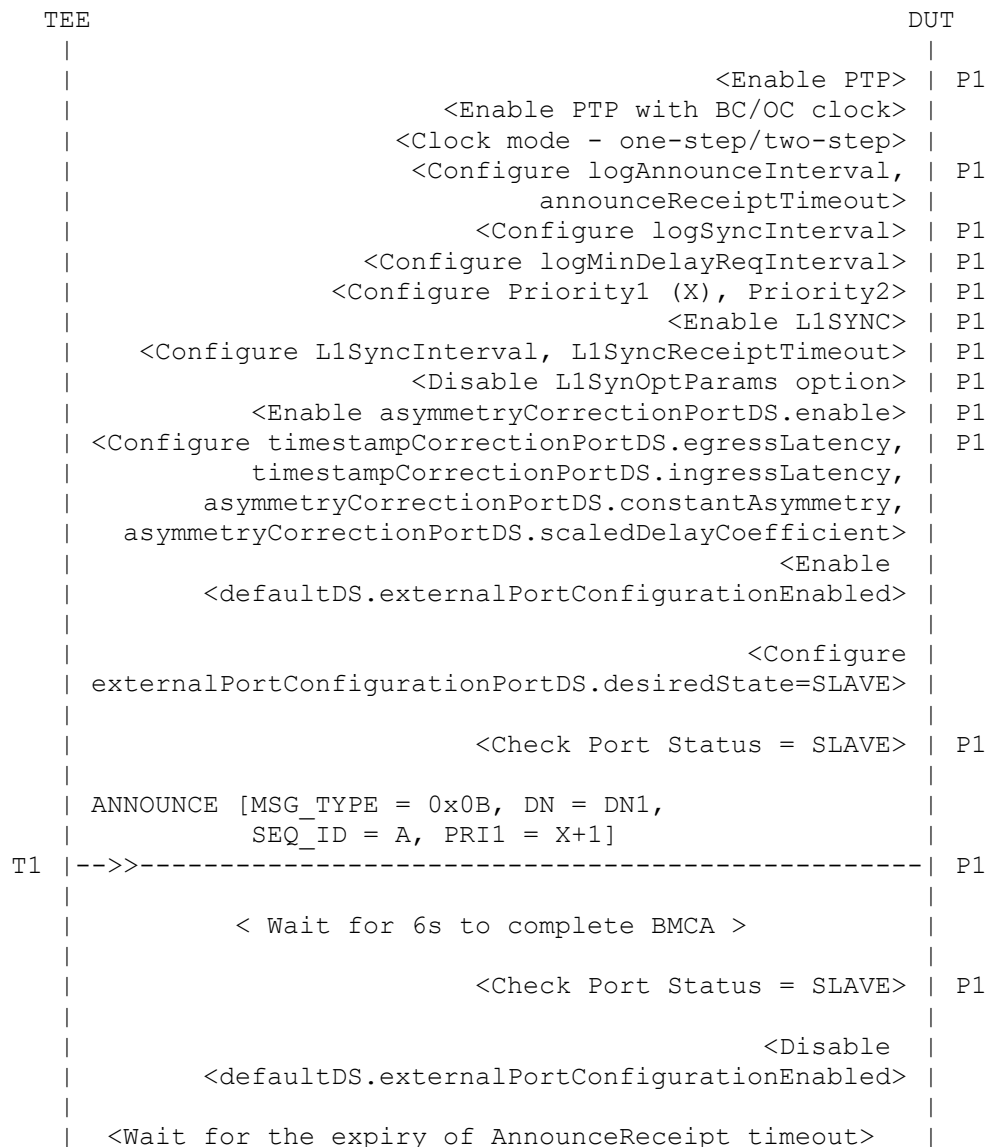 TEE DUT
| |
| <Enable PTP> | P1
| <Enable PTP with BC/OC clock> |
| <Clock mode - one-step/two-step> |
| <Configure logAnnounceInterval, | P1
| announceReceiptTimeout> |
| <Configure logSyncInterval> | P1
| <Configure logMinDelayReqInterval> | P1
| <Configure Priority1 (X), Priority2> | P1
| <Enable L1SYNC> | P1
| <Configure L1SyncInterval, L1SyncReceiptTimeout> | P1
| <Disable L1SynOptParams option> | P1
| <Enable asymmetryCorrectionPortDS.enable> | P1
| <Configure timestampCorrectionPortDS.egressLatency, | P1
| timestampCorrectionPortDS.ingressLatency, |
| asymmetryCorrectionPortDS.constantAsymmetry, |
| asymmetryCorrectionPortDS.scaledDelayCoefficient> |
| <Enable |
| <defaultDS.externalPortConfigurationEnabled> |
| |
| <Configure |
| externalPortConfigurationPortDS.desiredState=SLAVE> |
| |
| <Check Port Status = SLAVE> | P1
| |
| ANNOUNCE [MSG_TYPE = 0x0B, DN = DN1, |
| SEQ_ID = A, PRI1 = X+1] |
T1 |-->>-------------------------------------------------| P1
| |
| < Wait for 6s to complete BMCA > |
| |
| <Check Port Status = SLAVE> | P1
| |
| <Disable |
| <defaultDS.externalPortConfigurationEnabled> |
| |
| <Wait for the expiry of AnnounceReceipt timeout> |